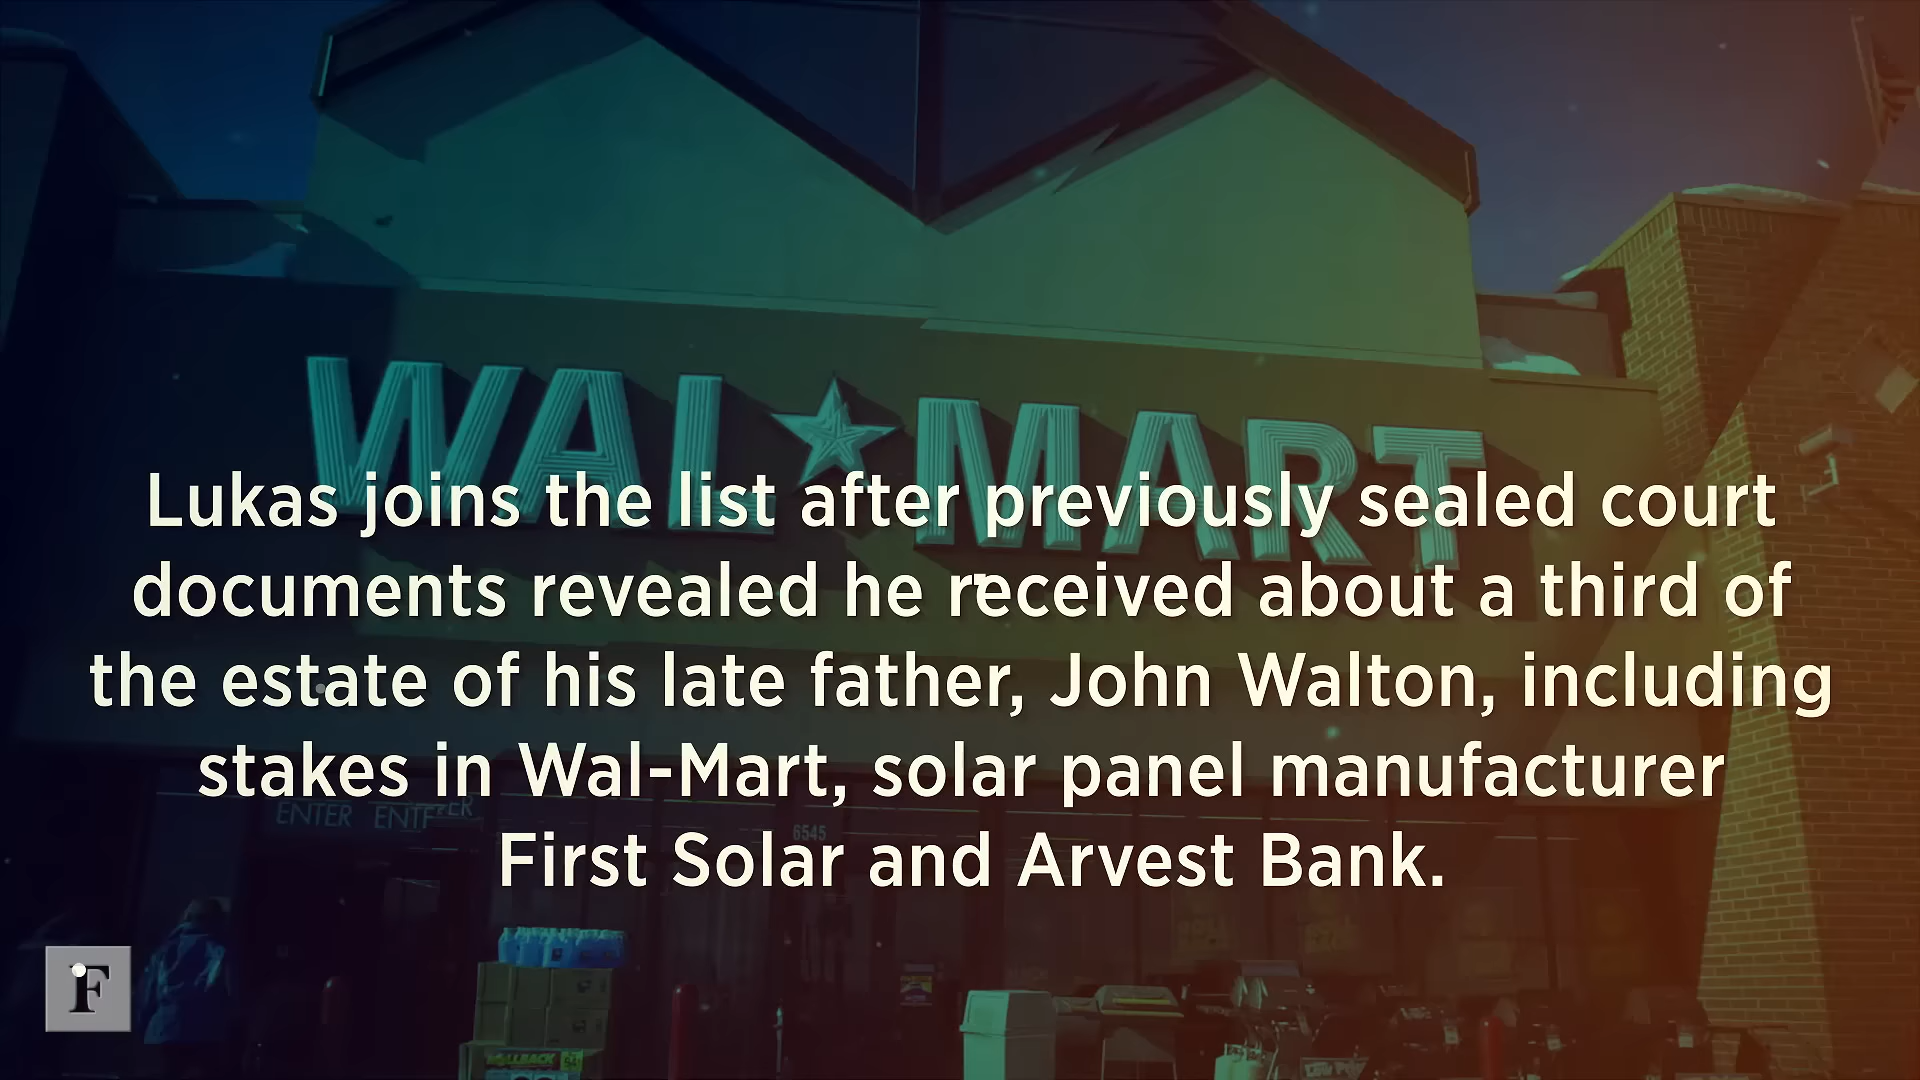 WAL★MART
Lukas joins the list after previously sealed court
documents revealed he received about a third of
the estate of his late father, John Walton, including
stakes in Wal-Mart, solar panel manufacturer
First Solar and Arvest Bank.
ENTER ENTER
6545
F
ROLLBACK